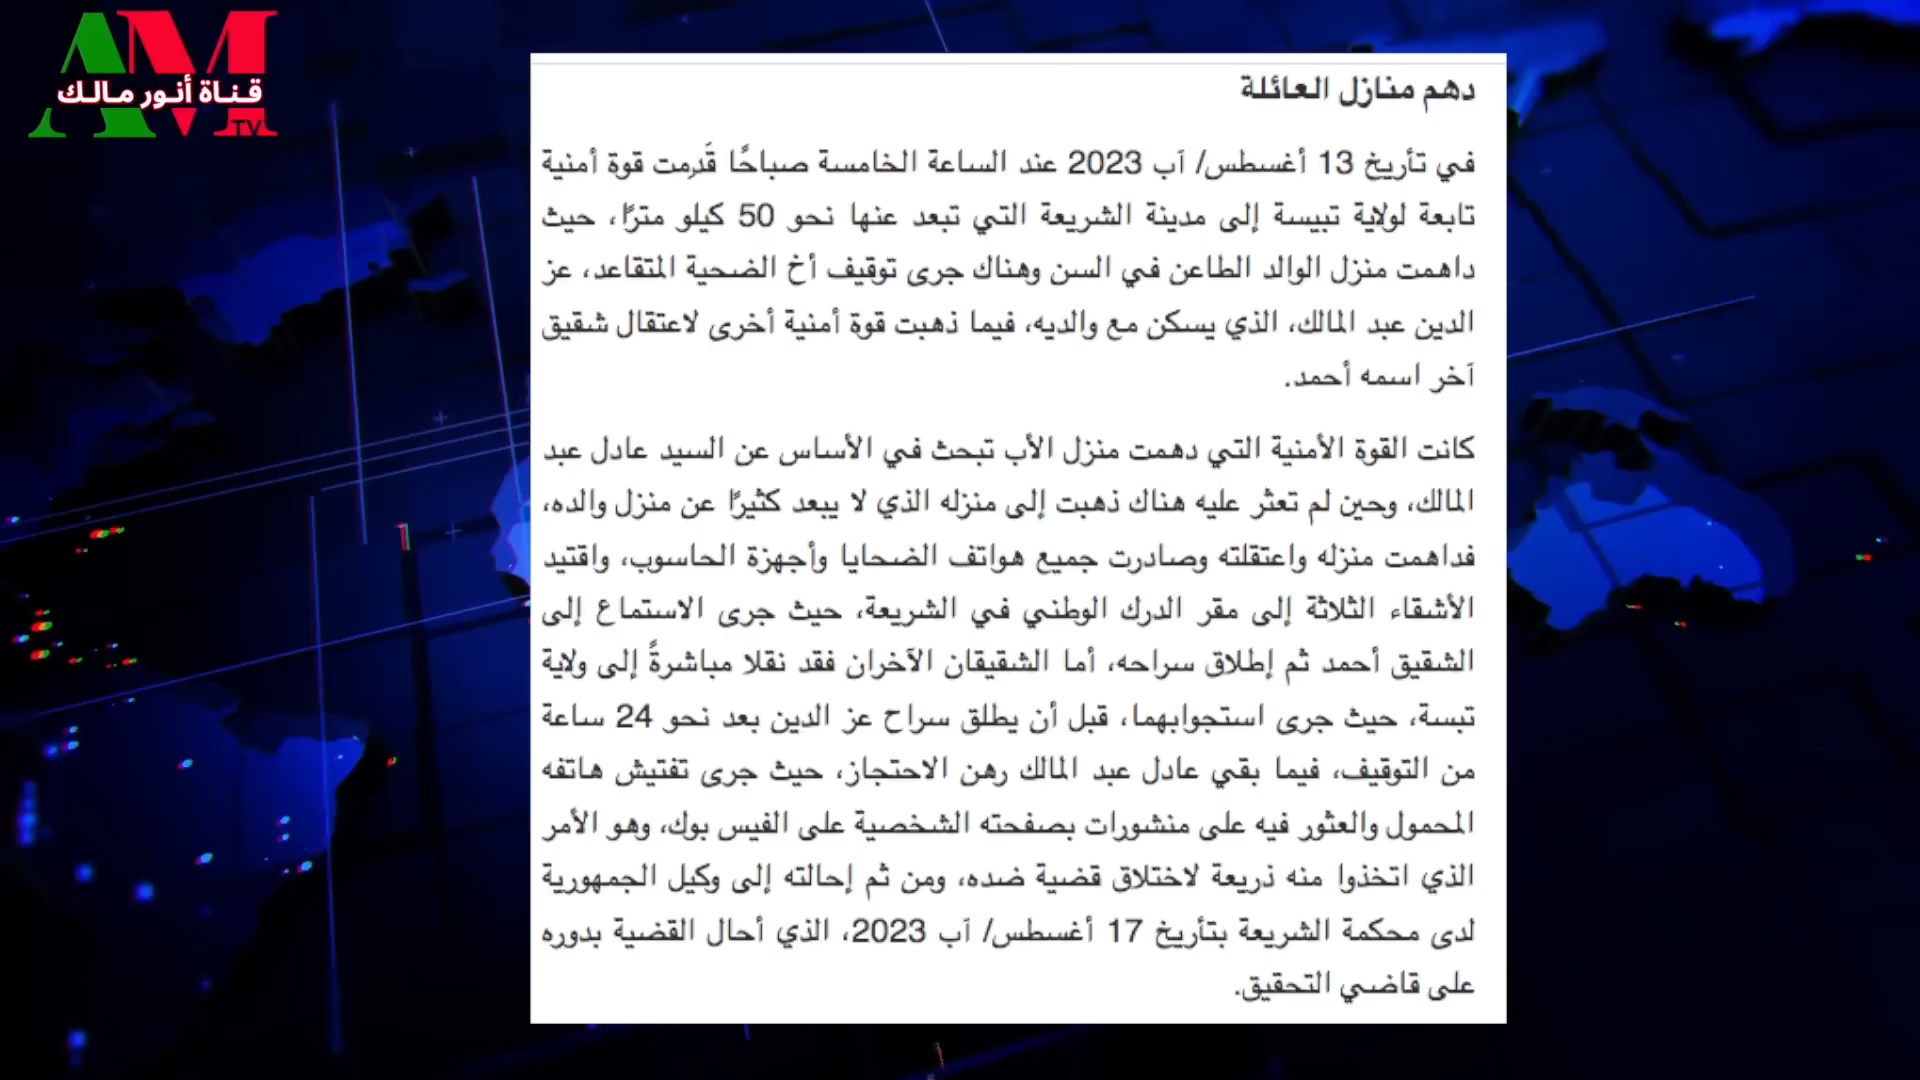 AM
قناة أنور مالك
TV
دهم منازل العائلة
في تأريخ 13 أغسطس/ آب 2023 عند الساعة الخامسة صباحًا قَدِمت قوة أمنية
تابعة لولاية تبيسة إلى مدينة الشريعة التي تبعد عنها نحو 50 كيلو مترًا، حيث
داهمت منزل الوالد الطاعن في السن وهناك جرى توقيف أخ الضحية المتقاعد، عز
الدين عبد المالك، الذي يسكن مع والديه، فيما ذهبت قوة أمنية أخرى لاعتقال شقيق
آخر اسمه أحمد.
كانت القوة الأمنية التي دهمت منزل الأب تبحث في الأساس عن السيد عادل عبد
المالك، وحين لم تعثر عليه هناك ذهبت إلى منزله الذي لا يبعد كثيرًا عن منزل والده،
فداهمت منزله واعتقلته وصادرت جميع هواتف الضحايا وأجهزة الحاسوب، واقتيد
الأشقاء الثلاثة إلى مقر الدرك الوطني في الشريعة، حيث جرى الاستماع إلى
الشقيق أحمد ثم إطلاق سراحه، أما الشقيقان الآخران فقد نقلا مباشرةً إلى ولاية
تبسة، حيث جرى استجوابهما، قبل أن يطلق سراح عز الدين بعد نحو 24 ساعة
من التوقيف، فيما بقي عادل عبد المالك رهن الاحتجاز، حيث جرى تفتيش هاتفه
المحمول والعثور فيه على منشورات بصفحته الشخصية على الفيس بوك، وهو الأمر
الذي اتخذوا منه ذريعة لاختلاق قضية ضده، ومن ثم إحالته إلى وكيل الجمهورية
لدى محكمة الشريعة بتأريخ 17 أغسطس/ آب 2023، الذي أحال القضية بدوره
على قاضي التحقيق.